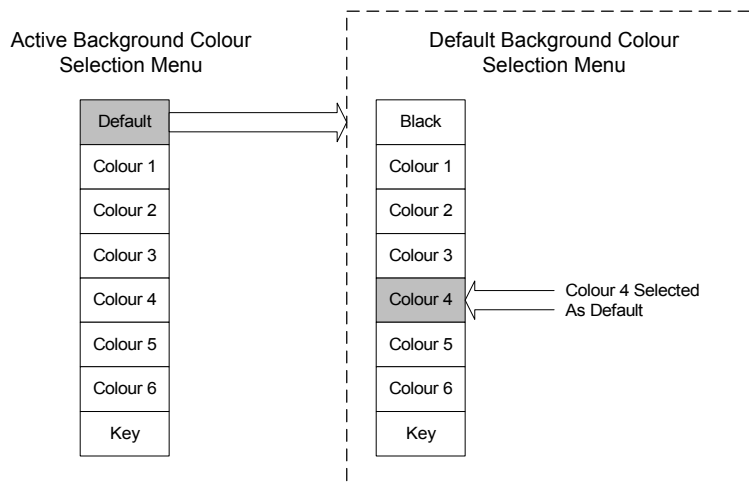 Active Background Colour
Selection Menu
Default
Colour 1
Colour 2
Colour 3
Colour 4
Colour 5
Colour 6
Key
Default Background Colour
Selection Menu
Black
Colour 1
Colour 2
Colour 3
Colour 4
Colour 5
Colour 6
Key
Colour 4 Selected
As Default